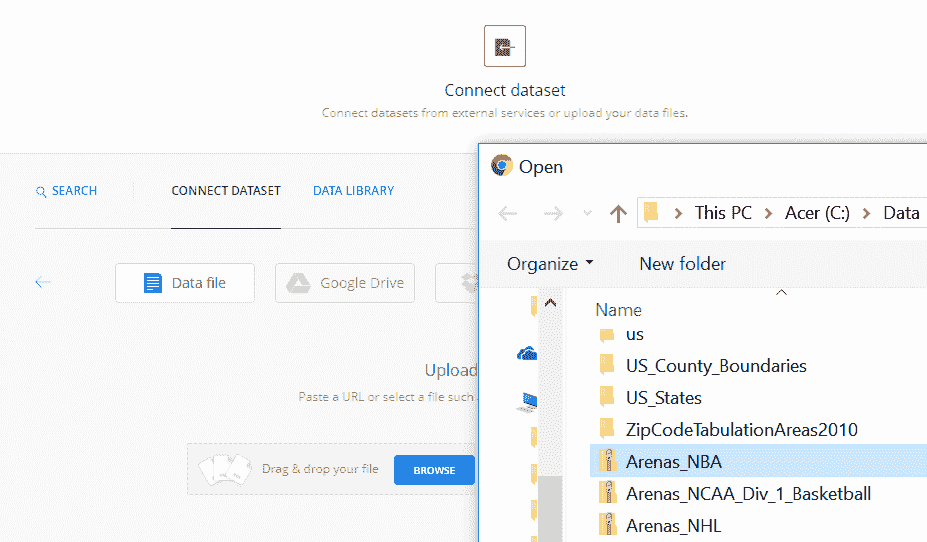 Connect dataset
Connect datasets from external services or upload your data files.
SEARCH
CONNECT DATASET
DATA LIBRARY
Data file
Google Drive
Upload
Paste a URL or select a file such
Drag & drop your file
BROWSE
Open
This PC > Acer (C:) > Data
Organize
New folder
Name
us
US_County_Boundaries
US_States
ZipCodeTabulationAreas2010
Arenas_NBA
Arenas_NCAA_Div_1_Basketball
Arenas_NHL